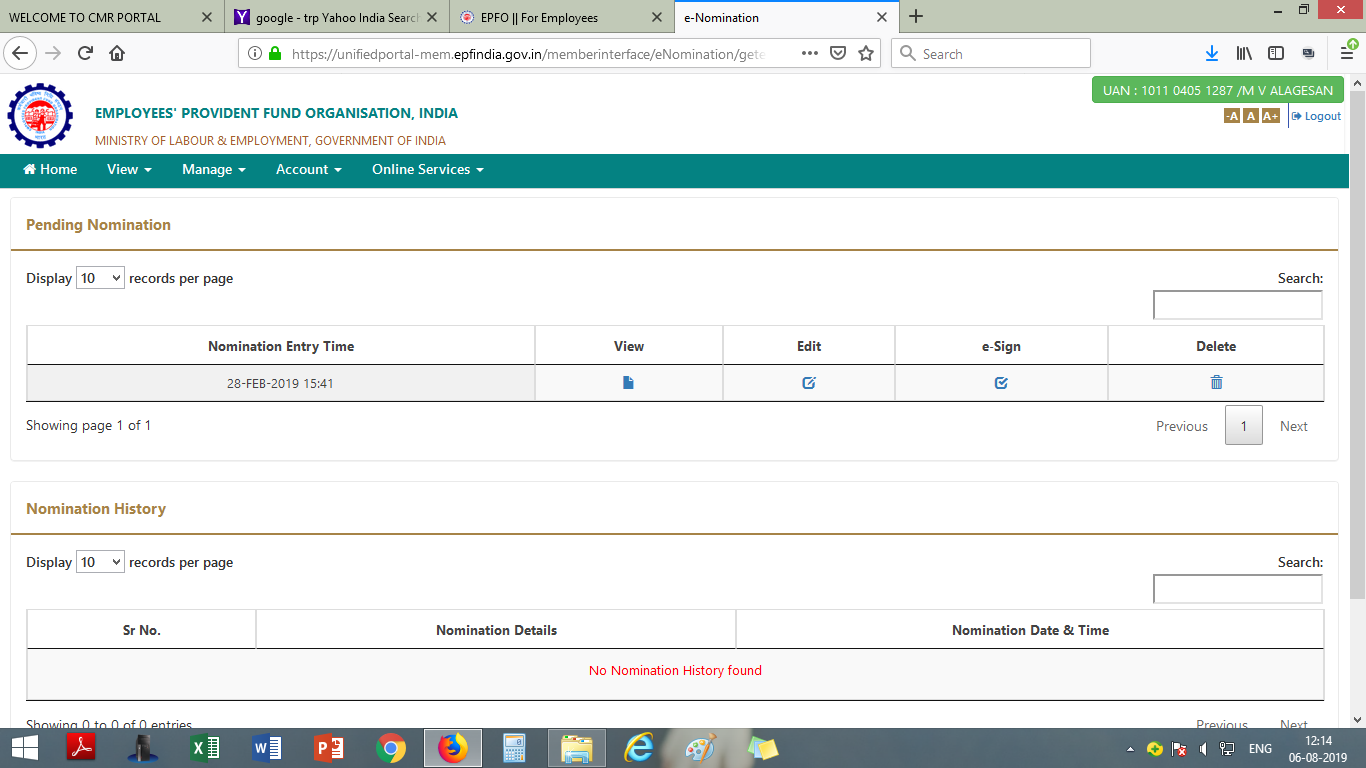 WELCOME TO CMR PORTAL
google - trp Yahoo India Search
EPFO || For Employees
e-Nomination
https://unifiedportal-mem.epfindia.gov.in/memberinterface/eNomination/gete
Search
EMPLOYEES' PROVIDENT FUND ORGANISATION, INDIA
MINISTRY OF LABOUR & EMPLOYMENT, GOVERNMENT OF INDIA
UAN : 1011 0405 1287 /M V ALAGESAN
-A A A+ Logout
Home View Manage Account Online Services
Pending Nomination
Display 10 records per page
Search:
Nomination Entry Time View Edit e-Sign Delete
28-FEB-2019 15:41
Showing page 1 of 1
Previous 1 Next
Nomination History
Display 10 records per page
Search:
Sr No. Nomination Details Nomination Date & Time
No Nomination History found
Showing 0 to 0 of 0 entries
Previous Next
ENG
12:14
06-08-2019